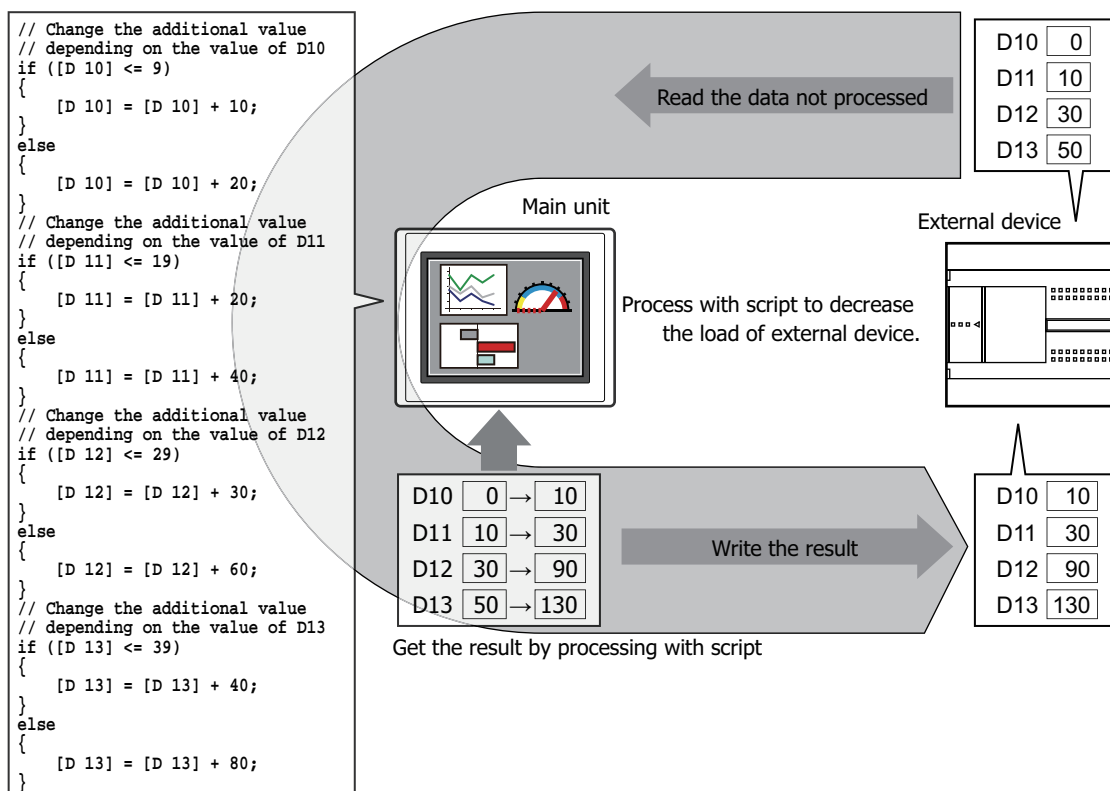 // Change the additional value
// depending on the value of D10
if ([D 10] <= 9)
{
    [D 10] = [D 10] + 10;
}
else
{
    [D 10] = [D 10] + 20;
}
// Change the additional value
// depending on the value of D11
if ([D 11] <= 19)
{
    [D 11] = [D 11] + 20;
}
else
{
    [D 11] = [D 11] + 40;
}
// Change the additional value
// depending on the value of D12
if ([D 12] <= 29)
{
    [D 12] = [D 12] + 30;
}
else
{
    [D 12] = [D 12] + 60;
}
// Change the additional value
// depending on the value of D13
if ([D 13] <= 39)
{
    [D 13] = [D 13] + 40;
}
else
{
    [D 13] = [D 13] + 80;
}
Read the data not processed
D10 0
D11 10
D12 30
D13 50
Main unit
External device
Process with script to decrease
the load of external device.
D10 0 → 10
D11 10 → 30
D12 30 → 90
D13 50 → 130
Get the result by processing with script
Write the result
D10 10
D11 30
D12 90
D13 130